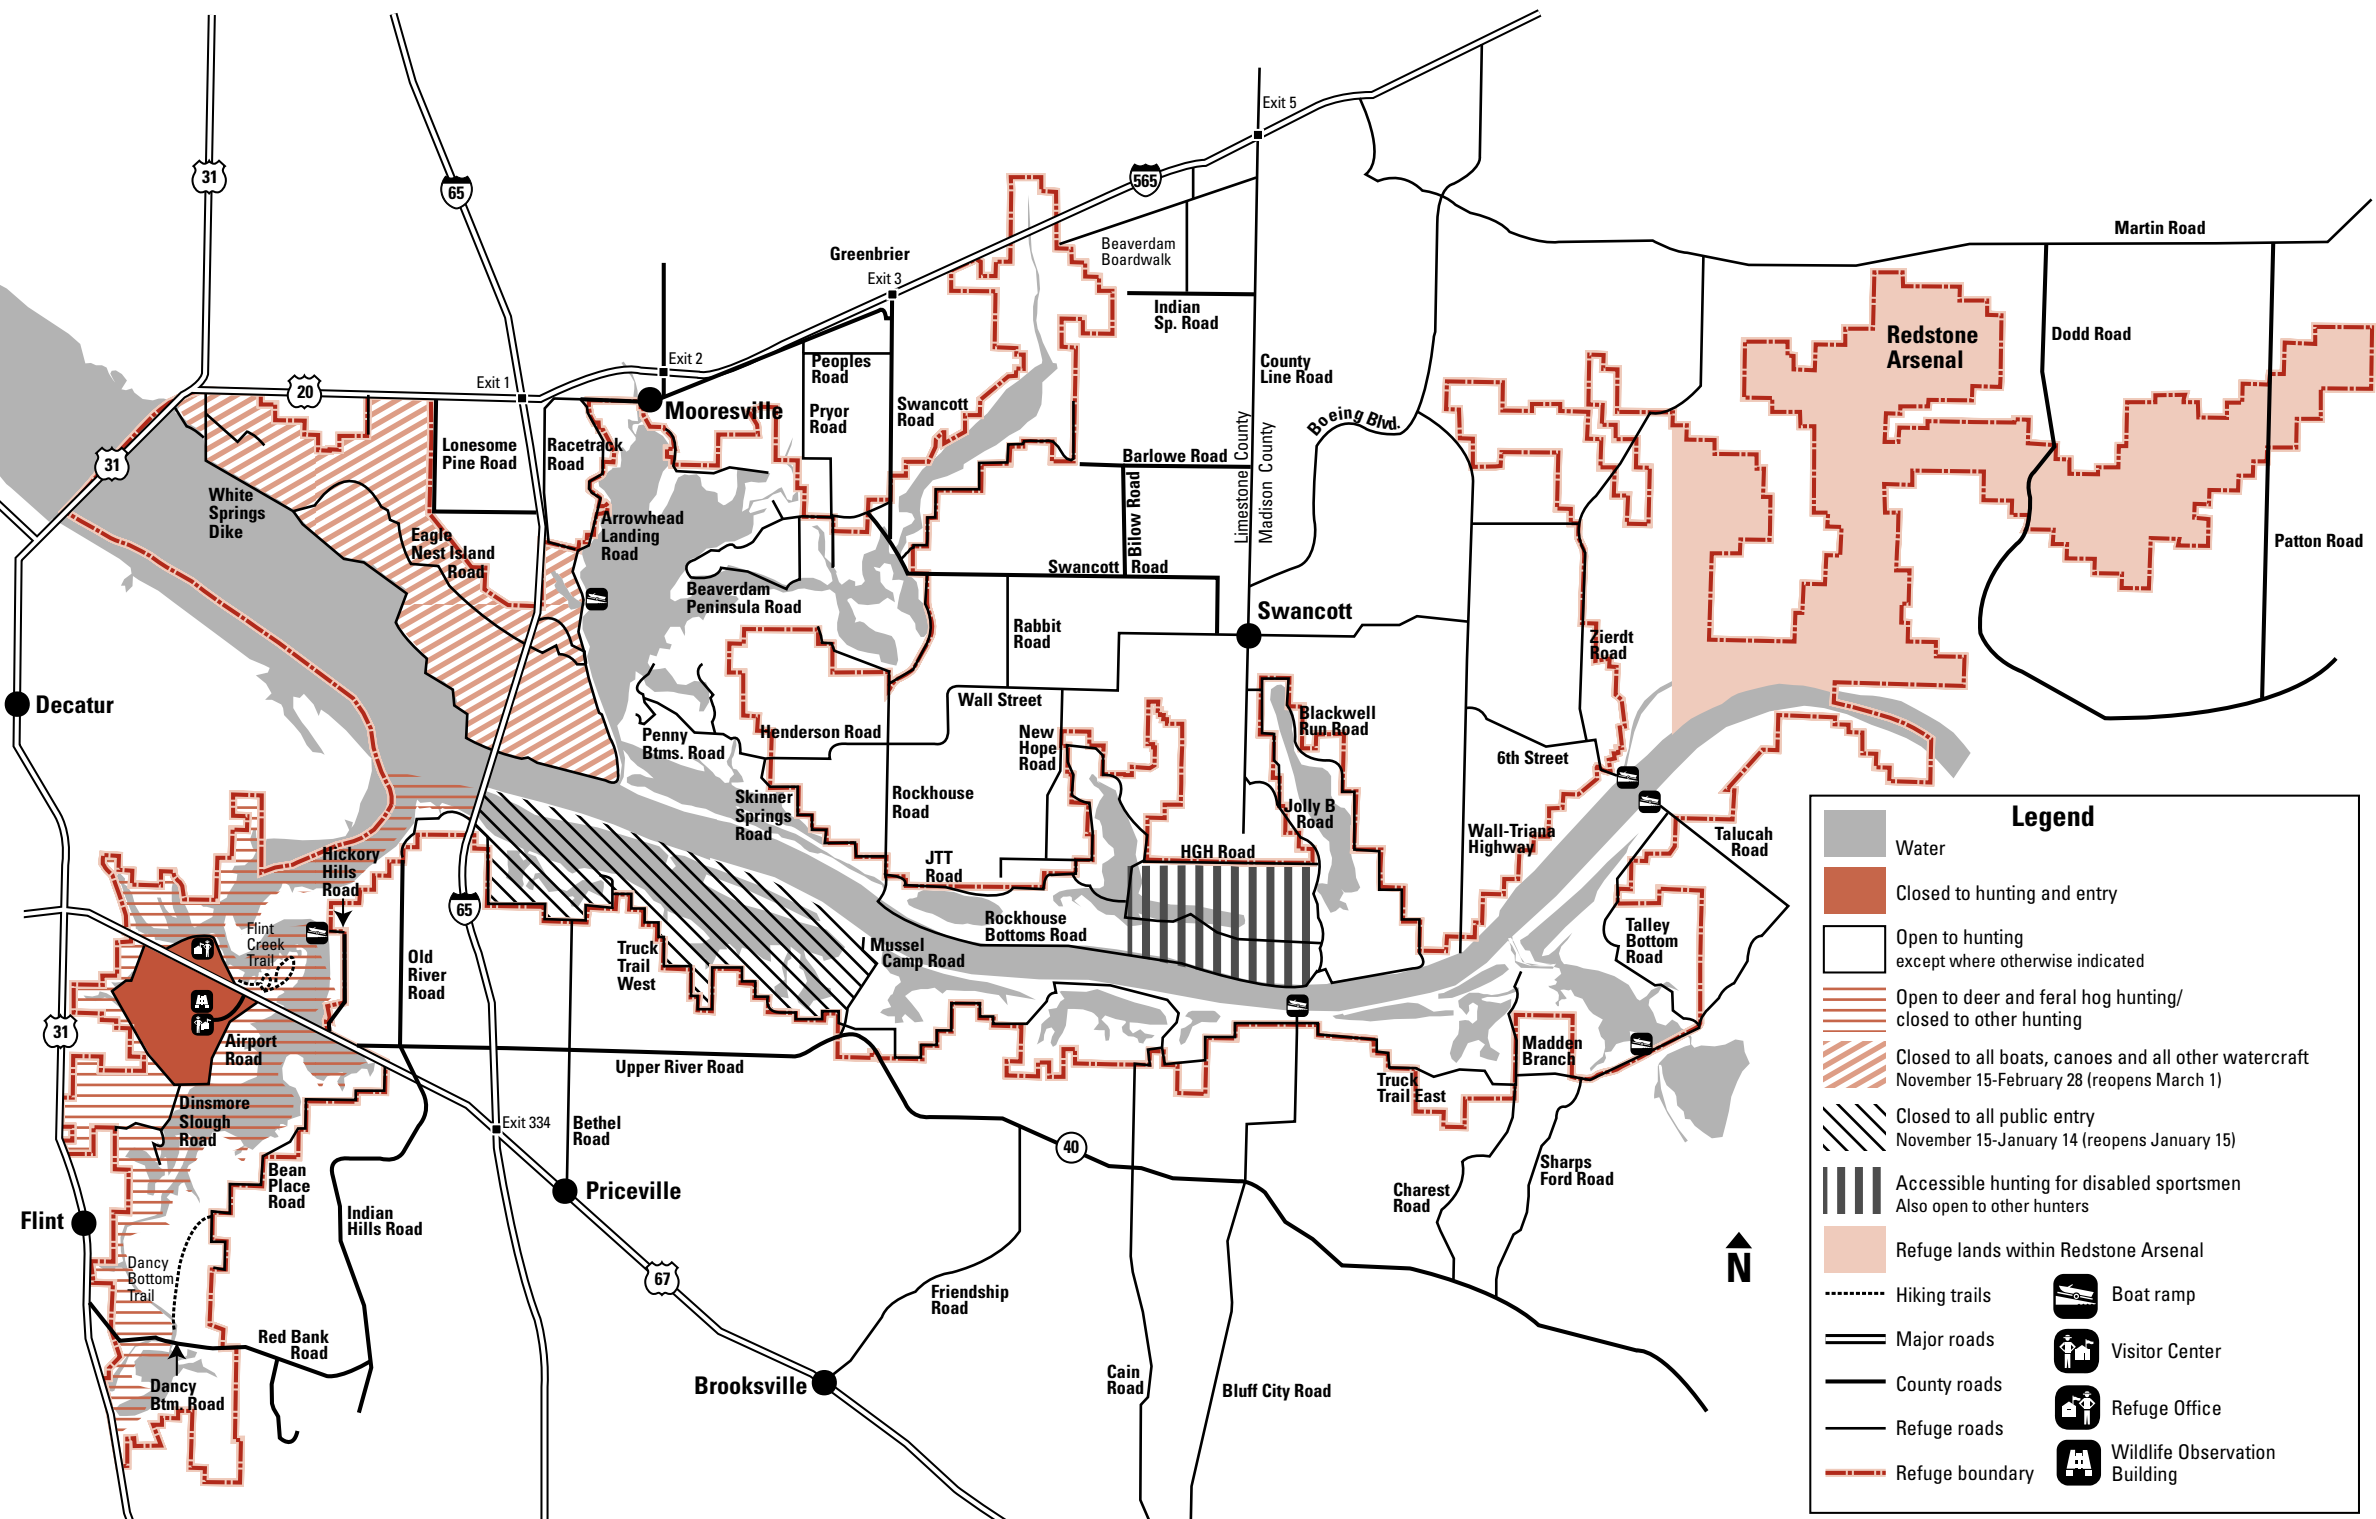 Exit 5
31
65
565
Martin Road
Beaverdam
Boardwalk
Greenbrier
Exit 3
Indian
Sp. Road
Redstone
Arsenal
Dodd Road
Exit 2
Peoples
Road
County
Line Road
Exit 1
20
Mooresville
Pryor
Road
Swancott
Road
Boeing Blvd.
Limestone County
Madison County
Lonesome
Pine Road
Racetrack
Road
31
Barlowe Road
Bilow Road
White
Springs
Dike
Arrowhead
Landing
Road
Eagle
Nest Island
Road
Patton Road
Swancott Road
Beaverdam
Peninsula Road
Swancott
Rabbit
Road
Zierdt
Road
Decatur
Wall Street
Penny
Btms. Road
Henderson Road
New
Hope
Road
Blackwell
Run Road
6th Street
Skinner
Springs
Road
Rockhouse
Road
Jolly B
Road
Wall-Triana
Highway
Talucah
Road
Hickory
Hills
Road
JTT
Road
HGH Road
65
Flint
Creek
Trail
Rockhouse
Bottoms Road
Talley
Bottom
Road
Old
River
Road
Truck
Trail
West
Mussel
Camp Road
31
Airport
Road
Madden
Branch
Upper River Road
Truck
Trail East
Dinsmore
Slough
Road
Exit 334
Bethel
Road
40
Bean
Place
Road
Sharps
Ford Road
Priceville
Charest
Road
Flint
Indian
Hills Road
Dancy
Bottom
Trail
67
Friendship
Road
Red Bank
Road
Dancy
Btm. Road
Brooksville
Cain
Road
Bluff City Road
N
Legend
Water
Closed to hunting and entry
Open to hunting
except where otherwise indicated
Open to deer and feral hog hunting/
closed to other hunting
Closed to all boats, canoes and all other watercraft
November 15-February 28 (reopens March 1)
Closed to all public entry
November 15-January 14 (reopens January 15)
Accessible hunting for disabled sportsmen
Also open to other hunters
Refuge lands within Redstone Arsenal
Hiking trails
Major roads
County roads
Refuge roads
Refuge boundary
Boat ramp
Visitor Center
Refuge Office
Wildlife Observation
Building